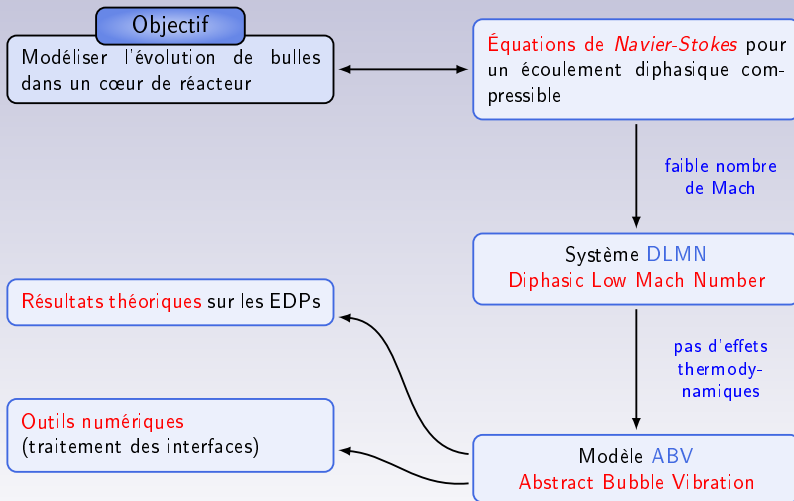 Objectif
Modéliser l'évolution de bulles
dans un cœur de réacteur
Équations de Navier-Stokes pour
un écoulement diphasique com-
pressible
faible nombre
de Mach
Système DLMN
Diphasic Low Mach Number
pas d'effets
thermody-
namiques
Modèle ABV
Abstract Bubble Vibration
Résultats théoriques sur les EDPs
Outils numériques
(traitement des interfaces)